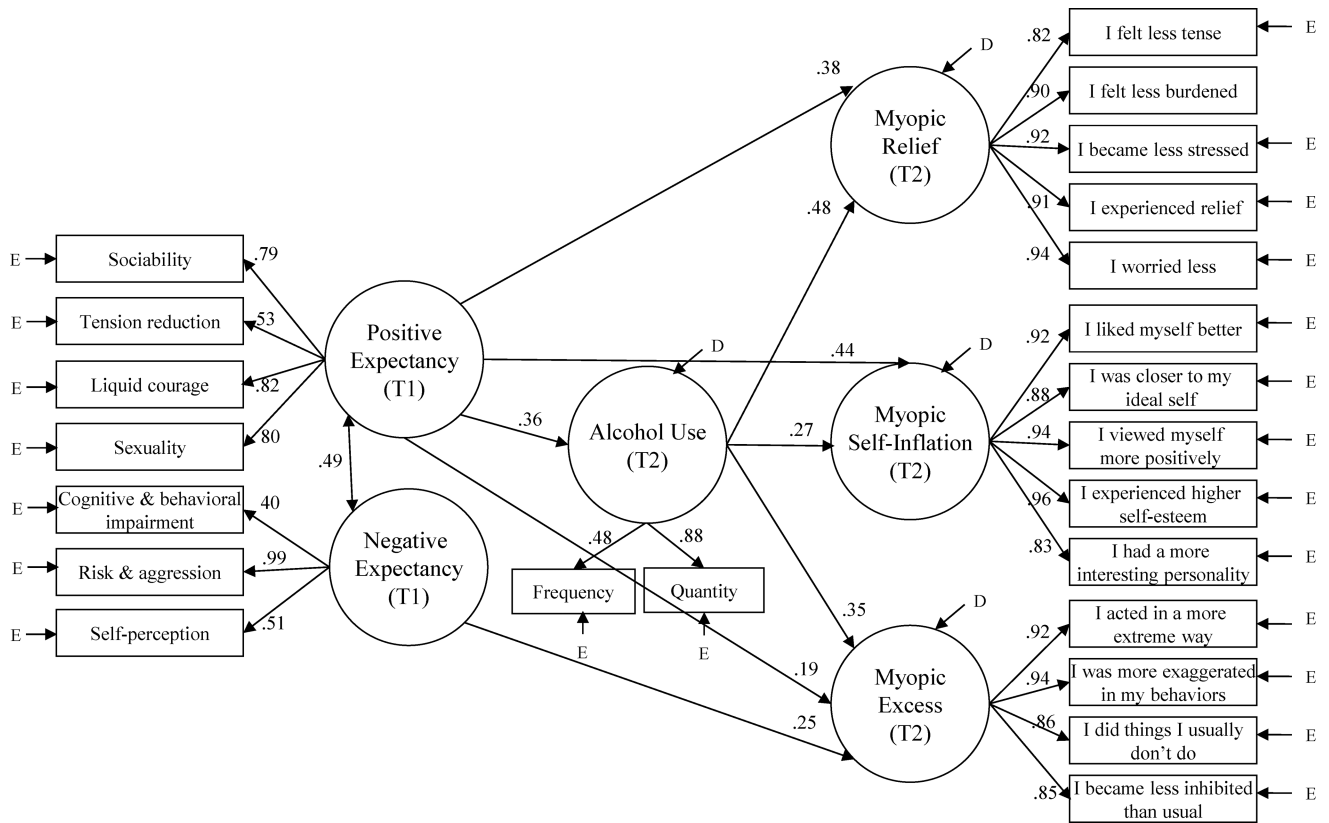 E
Sociability
.79
E
Tension reduction
.53
E
Liquid courage
.82
E
Sexuality
.80
E
Cognitive & behavioral
impairment
.40
E
Risk & aggression
.99
E
Self-perception
.51
Positive
Expectancy
(T1)
.49
Negative
Expectancy
(T1)
.38
.44
.36
.19
.25
D
Alcohol Use
(T2)
.48
.88
Frequency
Quantity
E
E
.48
.27
.35
D
Myopic
Relief
(T2)
.82
I felt less tense
E
.90
I felt less burdened
.92
I became less stressed
E
.91
I experienced relief
E
.94
I worried less
E
D
Myopic
Self-Inflation
(T2)
.92
I liked myself better
E
.88
I was closer to my
ideal self
E
.94
I viewed myself
more positively
E
.96
I experienced higher
self-esteem
E
.83
I had a more
interesting personality
E
D
Myopic
Excess
(T2)
.92
I acted in a more
extreme way
E
.94
I was more exaggerated
in my behaviors
E
.86
I did things I usually
don't do
E
.85
I became less inhibited
than usual
E